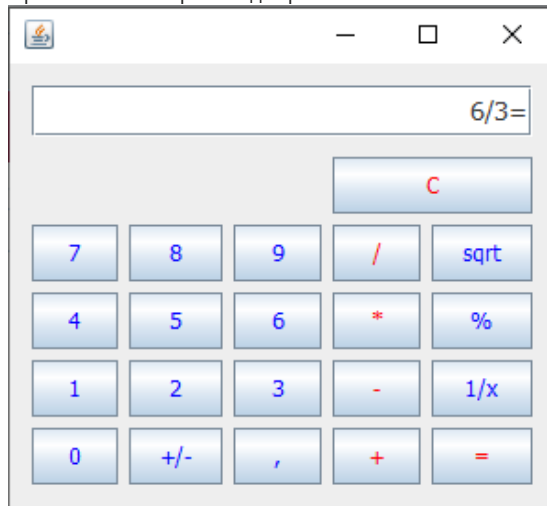 6/3=
C
7 8 9 / sqrt
4 5 6 * %
1 2 3 - 1/x
0 +/- , + =